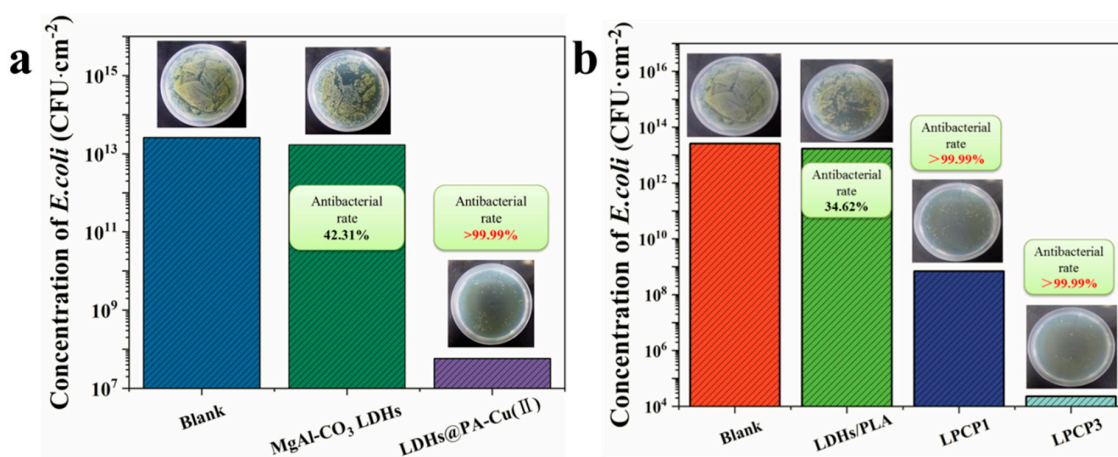 a
Concentration of E.coli (CFU·cm⁻²)
10¹⁵
10¹³
10¹¹
10⁹
10⁷
Antibacterial
rate
42.31%
Antibacterial
rate
>99.99%
Blank
MgAl-CO₃ LDHs
LDHs@PA-Cu(Ⅱ)
b
Concentration of E.coli (CFU·cm⁻²)
10¹⁶
10¹⁴
10¹²
10¹⁰
10⁸
10⁶
10⁴
Antibacterial
rate
34.62%
Antibacterial
rate
>99.99%
Antibacterial
rate
>99.99%
Blank
LDHs/PLA
LPCP1
LPCP3